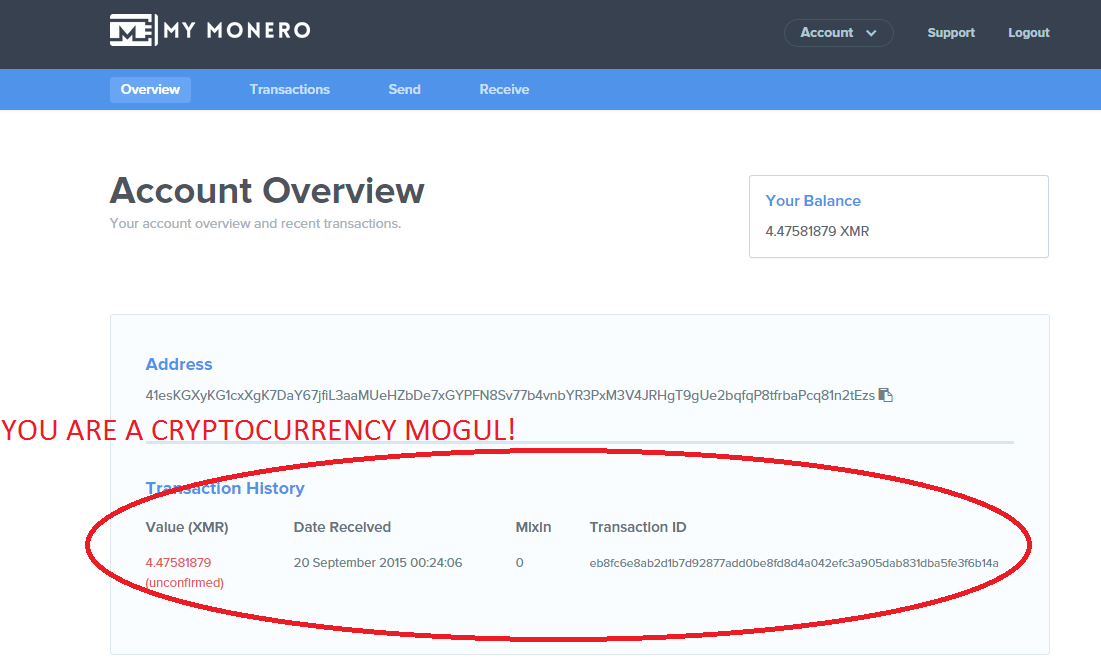 MY MONERO
Account
Support
Logout
Overview
Transactions
Send
Receive
Account Overview
Your account overview and recent transactions.
Your Balance
4.47581879 XMR
Address
41esKGXyKG1cxXgK7DaY67jfiL3aaMUeHZbDe7xGYPFN8Sv77b4vnbYR3PxM3V4JRHgT9gUe2bqfqP8tfrbaPcq81n2tEzs
YOU ARE A CRYPTOCURRENCY MOGUL!
Transaction History
Value (XMR) Date Received MIxIn Transaction ID
4.47581879 20 September 2015 00:24:06 0 eb8fc6e8ab2d1b7d92877add0be8fd8d4a042efc3a905dab831dba5fe3f6b14a
(unconfirmed)